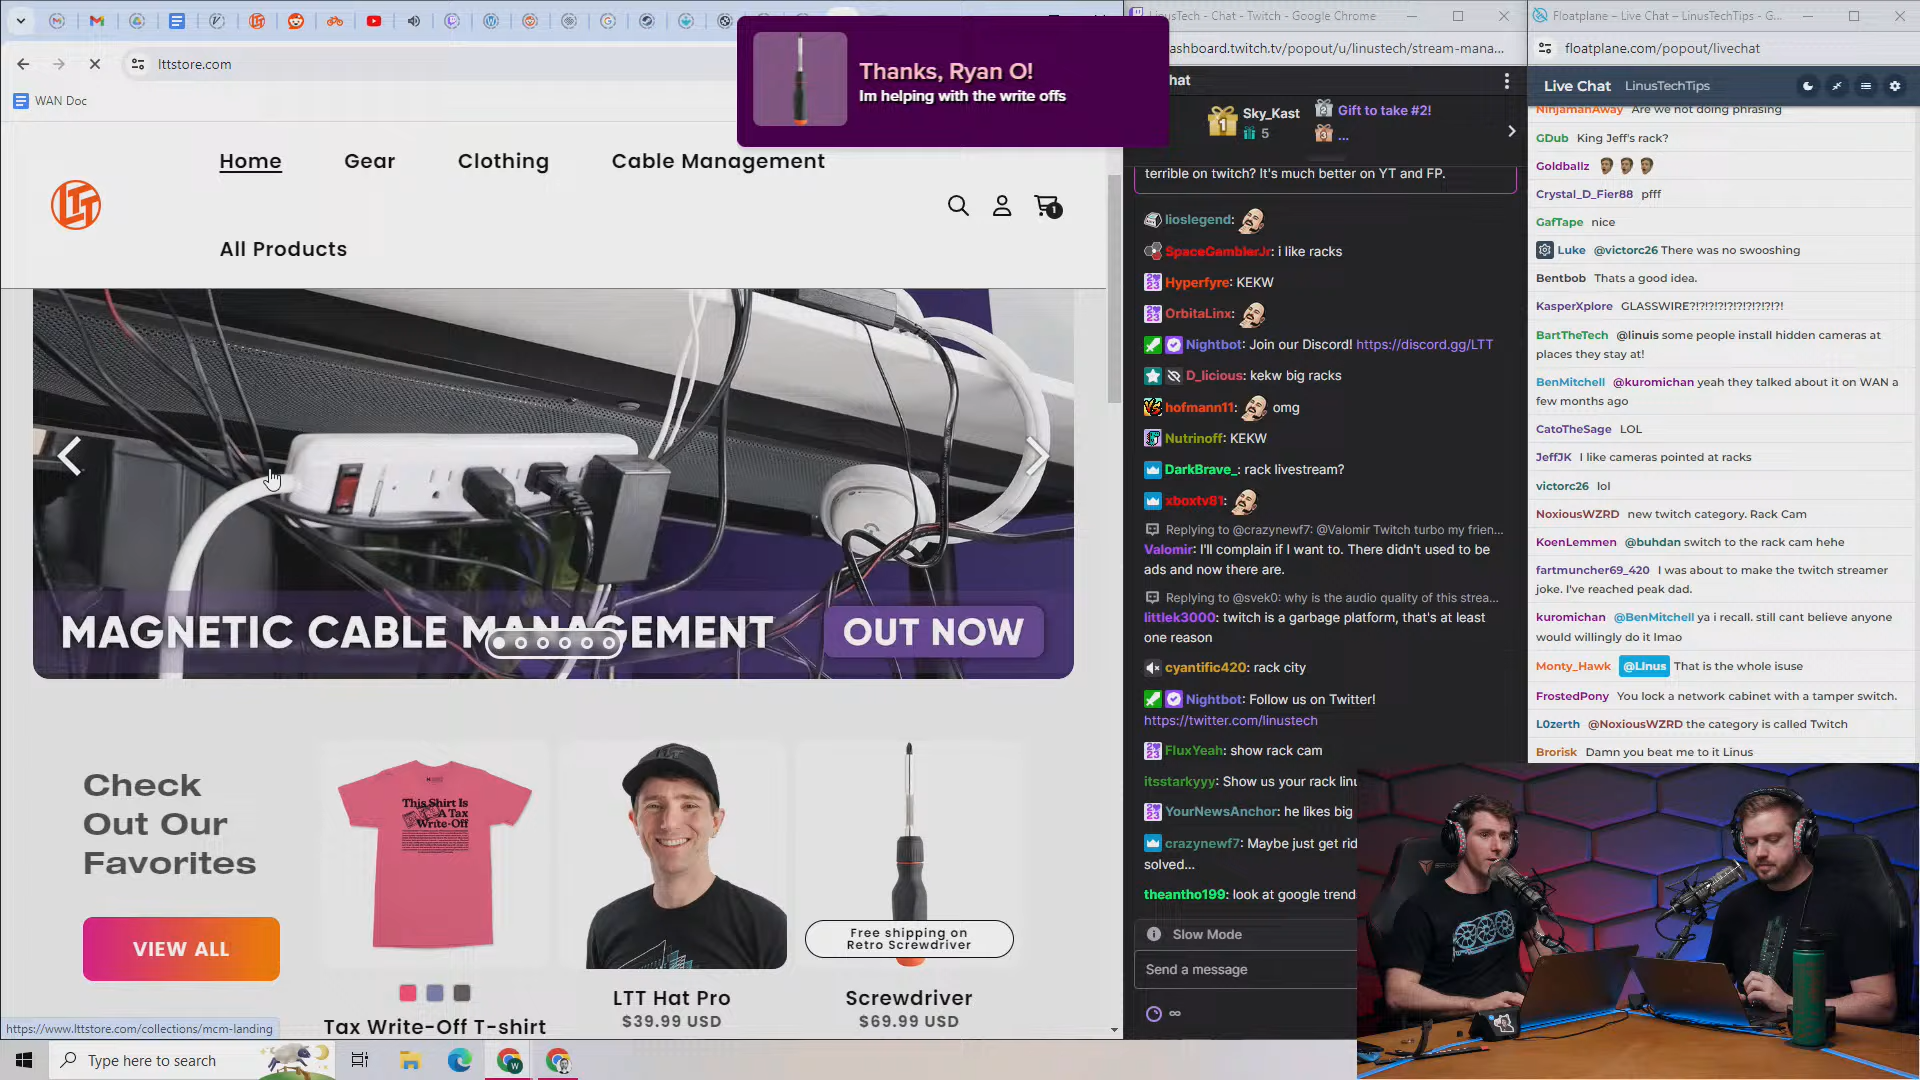 lttstore.com
WAN Doc
Thanks, Ryan O!
Im helping with the write offs
Home
Gear
Clothing
Cable Management
All Products
LTT
1
MAGNETIC CABLE MANAGEMENT
OUT NOW
Check
Out Our
Favorites
VIEW ALL
This Shirt Is
A Tax
Write-Off
Tax Write-Off T-shirt
LTT Hat Pro
$39.99 USD
Free shipping on
Retro Screwdriver
Screwdriver
$69.99 USD
https://www.lttstore.com/collections/mcm-landing
Type here to search
LinusTech - Chat - Twitch - Google Chrome
ashboard.twitch.tv/popout/u/linustech/stream-mana...
hat
1
Sky_Kast
5
2
Gift to take #2!
3
...
terrible on twitch? It's much better on YT and FP.
lioslegend:
SpaceGamblerJr: i like racks
Hyperfyre: KEKW
OrbitaLinx:
Nightbot: Join our Discord! https://discord.gg/LTT
D_licious: kekw big racks
hofmann11: omg
Nutrinoff: KEKW
DarkBrave_: rack livestream?
xboxtv81:
Replying to @crazynewf7: @Valomir Twitch turbo my frien...
Valomir: I'll complain if I want to. There didn't used to be
ads and now there are.
Replying to @svek0: why is the audio quality of this strea...
littlek3000: twitch is a garbage platform, that's at least
one reason
cyantific420: rack city
Nightbot: Follow us on Twitter!
https://twitter.com/linustech
FluxYeah: show rack cam
itsstarkyyy: Show us your rack linu
YourNewsAnchor: he likes big
crazynewf7: Maybe just get rid
solved...
theantho199: look at google trend
Slow Mode
Send a message
∞
Floatplane – Live Chat – LinusTechTips - G...
floatplane.com/popout/livechat
Live Chat
LinusTechTips
NinjamanAway Are we not doing phrasing
GDub King Jeff's rack?
Goldballz
Crystal_D_Fier88 pfff
GafTape nice
Luke @victorc26 There was no swooshing
Bentbob Thats a good idea.
KasperXplore GLASSWIRE?!?!?!?!?!?!?!?!?!
BartTheTech @linuis some people install hidden cameras at
places they stay at!
BenMitchell @kuromichan yeah they talked about it on WAN a
few months ago
CatoTheSage LOL
JeffJK I like cameras pointed at racks
victorc26 lol
NoxiousWZRD new twitch category. Rack Cam
KoenLemmen @buhdan switch to the rack cam hehe
fartmuncher69_420 I was about to make the twitch streamer
joke. I've reached peak dad.
kuromichan @BenMitchell ya i recall. still cant believe anyone
would willingly do it lmao
Monty_Hawk @Linus That is the whole isuse
FrostedPony You lock a network cabinet with a tamper switch.
L0zerth @NoxiousWZRD the category is called Twitch
Brorisk Damn you beat me to it Linus